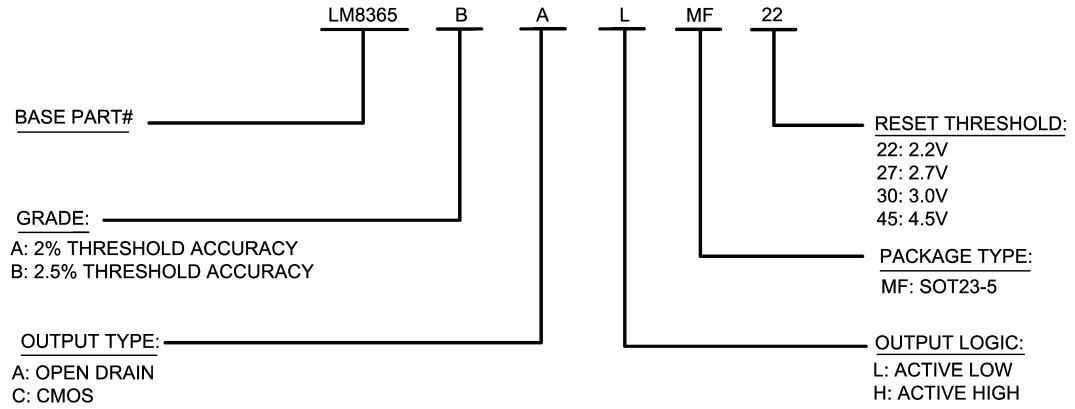 LM8365 B A L MF 22
BASE PART#
RESET THRESHOLD:
22: 2.2V
27: 2.7V
30: 3.0V
45: 4.5V
GRADE:
A: 2% THRESHOLD ACCURACY
B: 2.5% THRESHOLD ACCURACY
PACKAGE TYPE:
MF: SOT23-5
OUTPUT TYPE:
A: OPEN DRAIN
C: CMOS
OUTPUT LOGIC:
L: ACTIVE LOW
H: ACTIVE HIGH